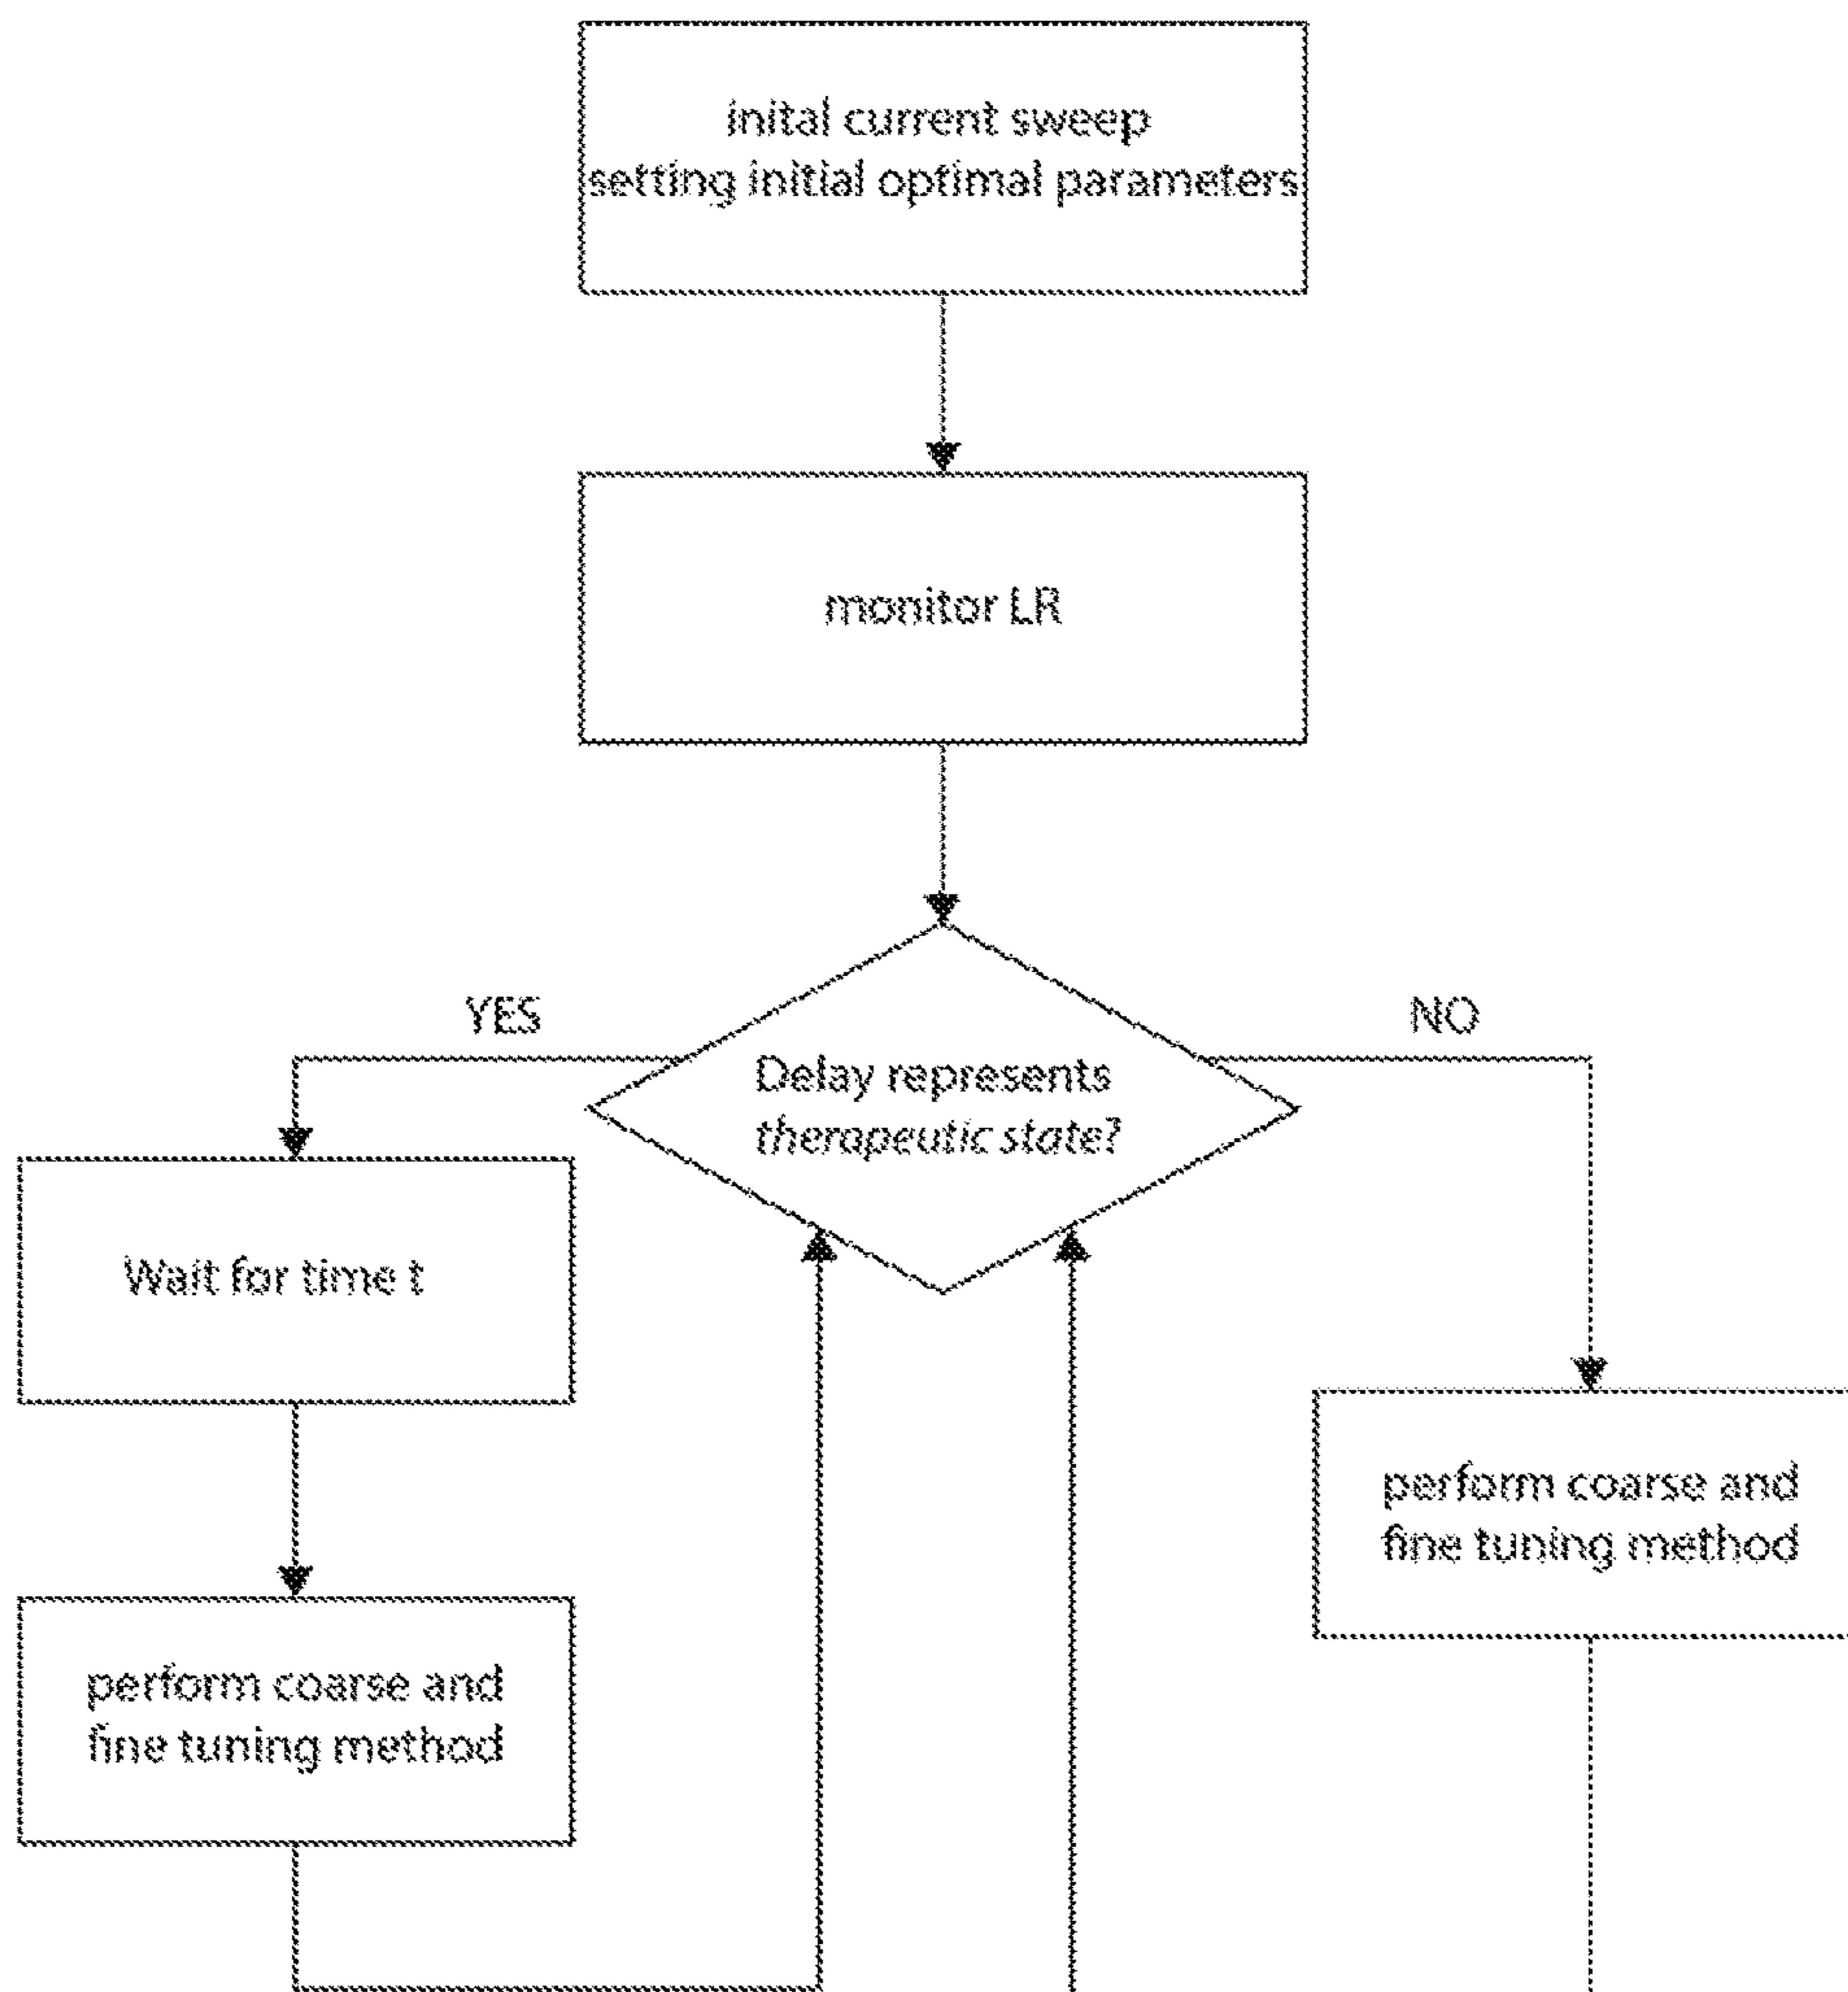 inital current sweep
setting initial optimal parameters
monitor LR
YES
NO
Delay represents
therapeutic state?
Wait for time t
perform coarse and
fine tuning method
perform coarse and
fine tuning method